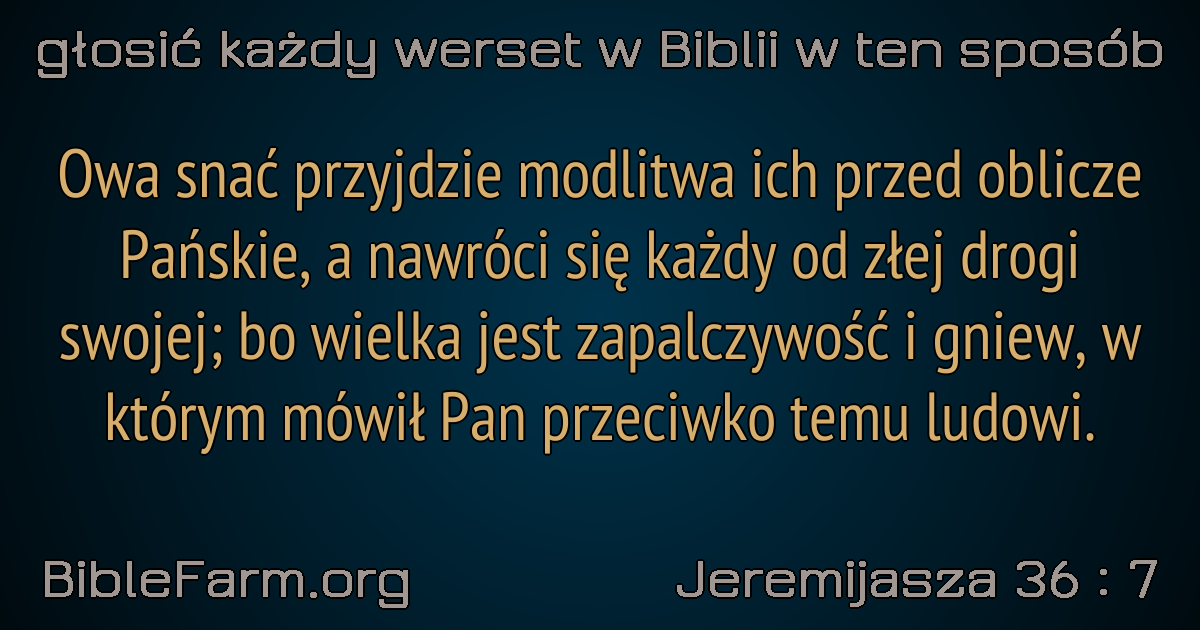 głosić każdy werset w Biblii w ten sposób
Owa snać przyjdzie modlitwa ich przed oblicze
Pańskie, a nawróci się każdy od złej drogi
swojej; bo wielka jest zapalczywość i gniew, w
którym mówił Pan przeciwko temu ludowi.
BibleFarm.org
Jeremijasza 36 : 7